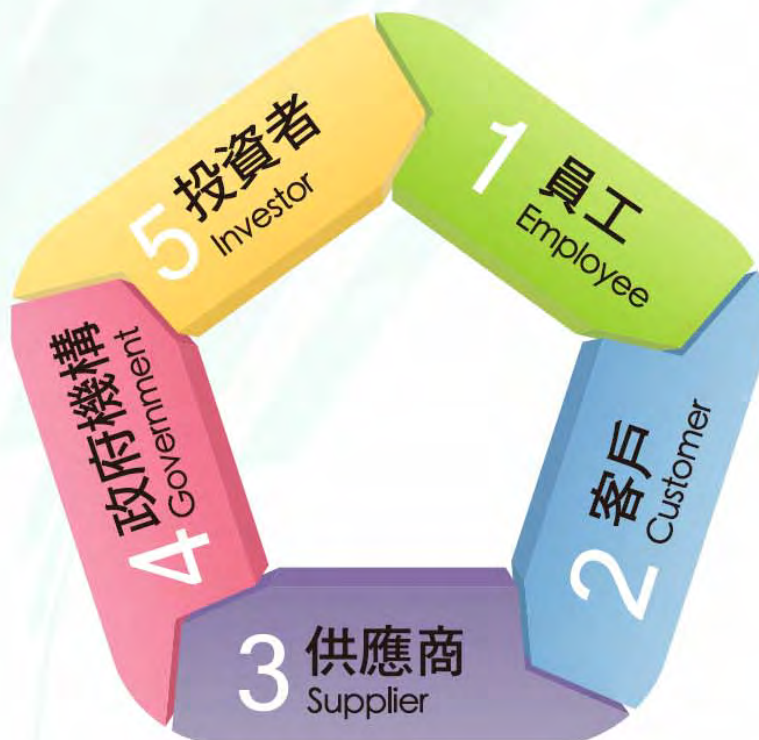 1 員工
Employee
2 客戶
Customer
3 供應商
Supplier
4 政府機構
Government
5 投資者
Investor